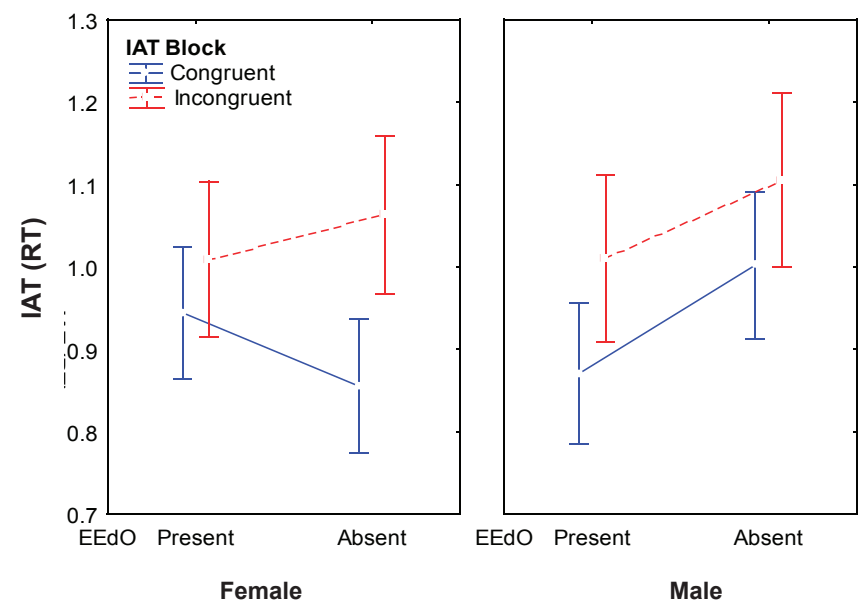 1.3
IAT Block
Congruent
Incongruent
1.2
1.1
1.0
0.9
0.8
0.7
IAT (RT)
EEdO Present Absent EEdO Present Absent
Female Male